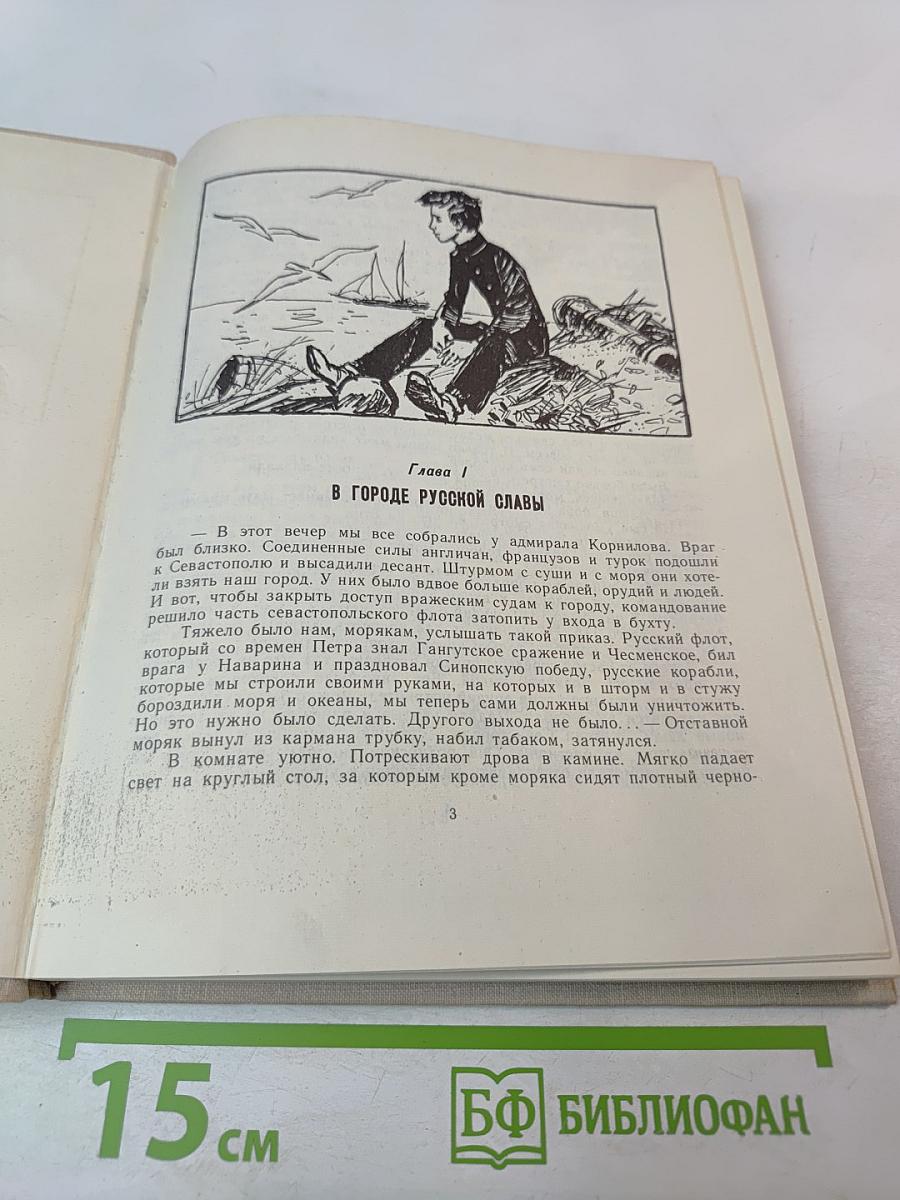 Глава I
В ГОРОДЕ РУССКОЙ СЛАВЫ
— В этот вечер мы все собрались у адмирала Корнилова. Враг
был близко. Соединенные силы англичан, французов и турок подошли
к Севастополю и высадили десант. Штурмом с суши и с моря они хоте-
ли взять наш город. У них было вдвое больше кораблей, орудий и людей.
И вот, чтобы закрыть доступ вражеским судам к городу, командование
решило часть севастопольского флота затопить у входа в бухту.
Тяжело было нам, морякам, услышать такой приказ. Русский флот,
который со времен Петра знал Гангутское сражение и Чесменское, бил
врага у Наварина и праздновал Синопскую победу, русские корабли,
которые мы строили своими руками, на которых и в шторм и в стужу
бороздили моря и океаны, мы теперь сами должны были уничтожить.
Но это нужно было сделать. Другого выхода не было... — Отставной
моряк вынул из кармана трубку, набил табаком, затянулся.
В комнате уютно. Потрескивают дрова в камине. Мягко падает
свет на круглый стол, за которым кроме моряка сидят плотный черно-
3
15 см
БФ БИБЛИОФАН